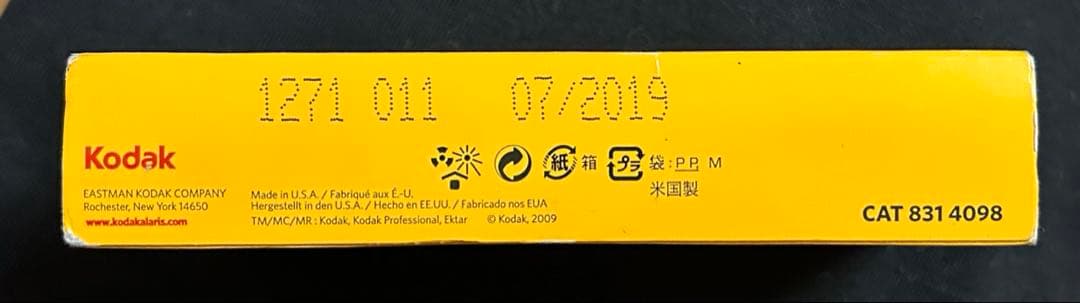 1271 011 07/2019
Kodak
EASTMAN KODAK COMPANY
Rochester, New York 14650
www.kodakalaris.com
Made in U.S.A. / Fabriqué aux É.-U.
Hergestellt in den U.S.A. / Hecho en EE.UU. / Fabricado nos EUA
TM/MC/MR : Kodak, Kodak Professional, Ektar © Kodak, 2009
紙 箱 プラ 袋:PP, M
米国製
CAT 831 4098